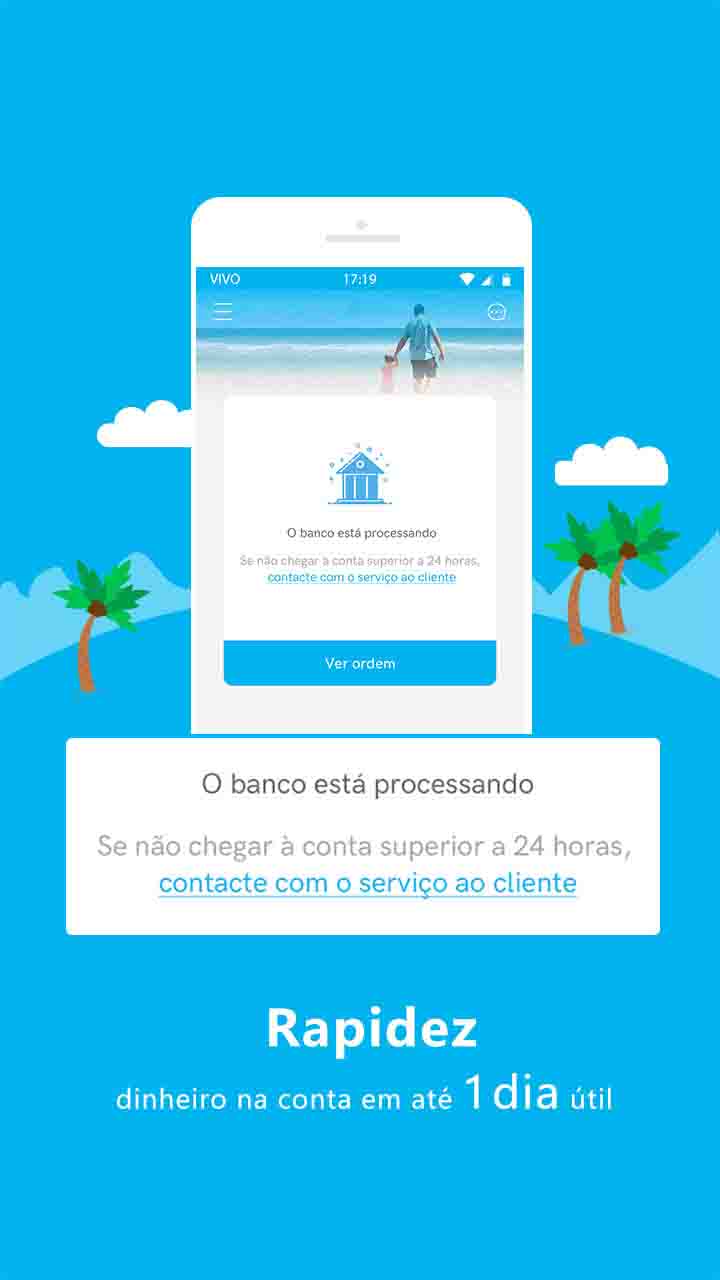 VIVO 17:19
O banco está processando
Se não chegar à conta superior a 24 horas,
contacte com o serviço ao cliente
Ver ordem
O banco está processando
Se não chegar à conta superior a 24 horas,
contacte com o serviço ao cliente
Rapidez
dinheiro na conta em até 1 dia útil